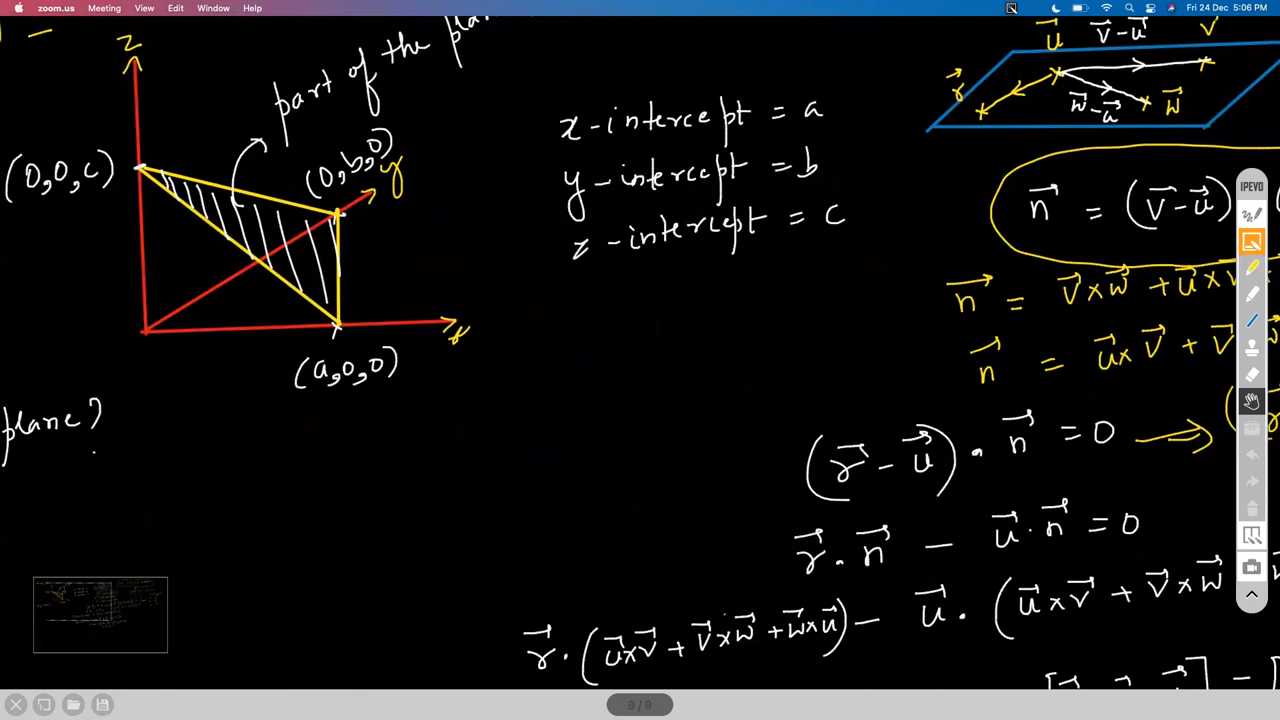 zoom.us Meeting View Edit Window Help Fri 24 Dec 5:06 PM
z
part of the
(0,0,c)
(0,b,0)
y
x
(a,0,0)
plane?
x-intercept = a
y-intercept = b
z-intercept = c
u⃗ v⃗-u⃗ v⃗
r⃗ w⃗-u⃗ w⃗
n⃗ = (v⃗-u⃗)
n⃗ = v⃗×w⃗ + u⃗×v⃗
n⃗ = u⃗×v⃗ +
(r⃗ - u⃗) · n⃗ = 0 ⟹
r⃗ · n⃗ - u⃗ · n⃗ = 0
r⃗ · (u⃗×v⃗ + v⃗×w⃗ + w⃗×u⃗) - u⃗ · (u⃗×v⃗ + v⃗×w⃗
IPEVO
9 / 9